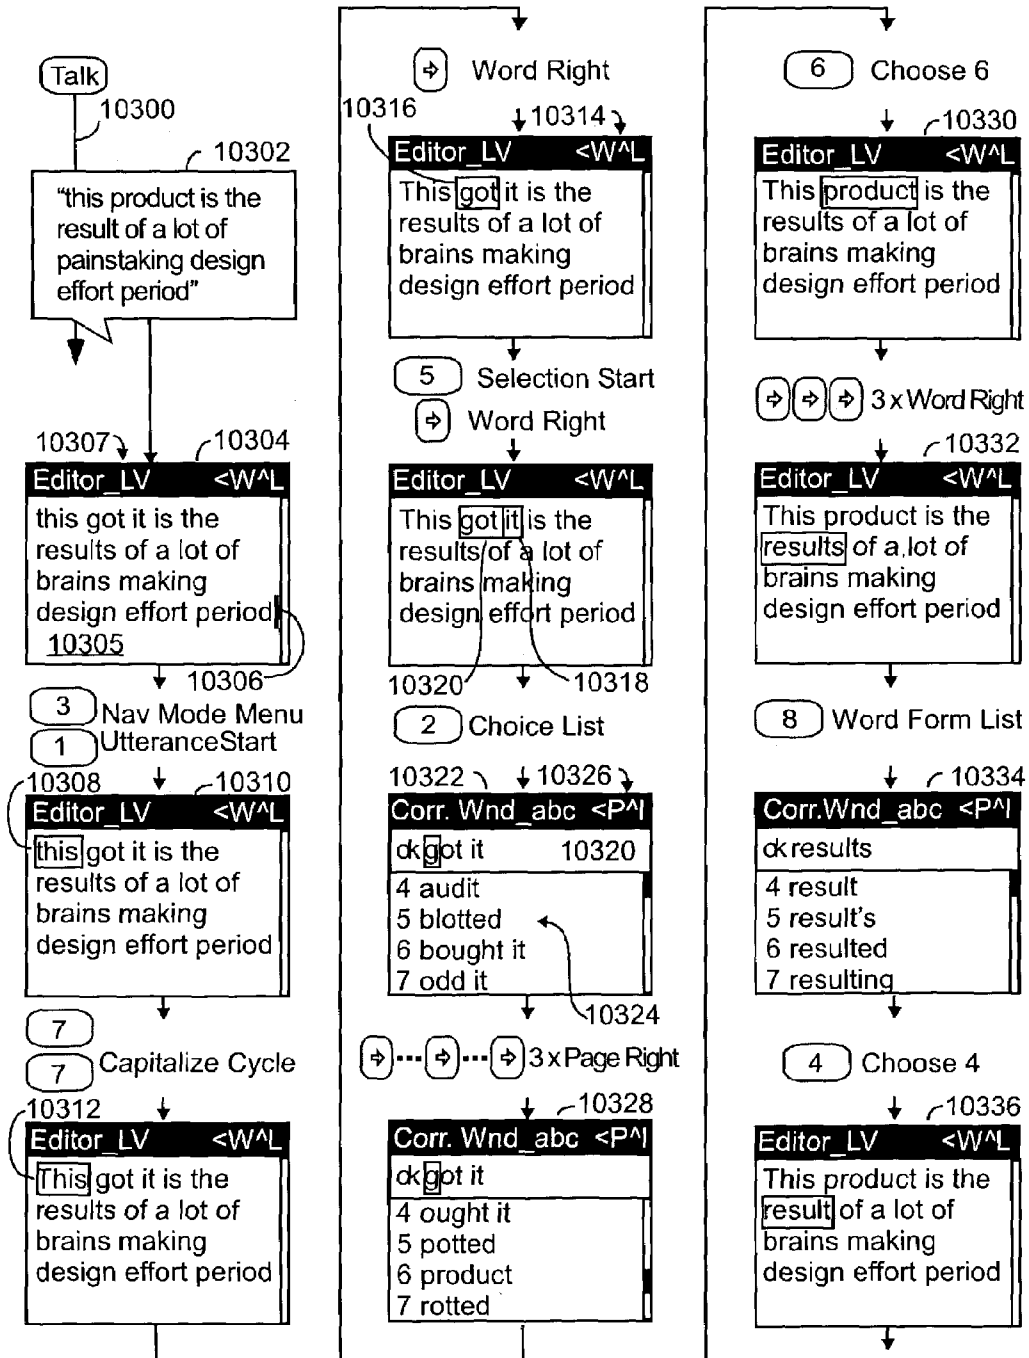 Talk
10300
10302
"this product is the
result of a lot of
painstaking design
effort period"
10307
10304
Editor_LV <W^L
this got it is the
results of a lot of
brains making
design effort period
10305
10306
3 Nav Mode Menu
1 UtteranceStart
10308
10310
Editor_LV <W^L
this got it is the
results of a lot of
brains making
design effort period
7
7 Capitalize Cycle
10312
Editor_LV <W^L
This got it is the
results of a lot of
brains making
design effort period
Word Right
10316
10314
Editor_LV <W^L
This got it is the
results of a lot of
brains making
design effort period
5 Selection Start
Word Right
Editor_LV <W^L
This got it is the
results of a lot of
brains making
design effort period
10320
10318
2 Choice List
10322
10326
Corr. Wnd_abc <P^l
ck got it 10320
4 audit
5 blotted
6 bought it
7 odd it
10324
3 x Page Right
10328
Corr. Wnd_abc <P^l
ck got it
4 ought it
5 potted
6 product
7 rotted
6 Choose 6
10330
Editor_LV <W^L
This product is the
results of a lot of
brains making
design effort period
3 x Word Right
10332
Editor_LV <W^L
This product is the
results of a lot of
brains making
design effort period
8 Word Form List
10334
Corr.Wnd_abc <P^l
ck results
4 result
5 result's
6 resulted
7 resulting
4 Choose 4
10336
Editor_LV <W^L
This product is the
result of a lot of
brains making
design effort period